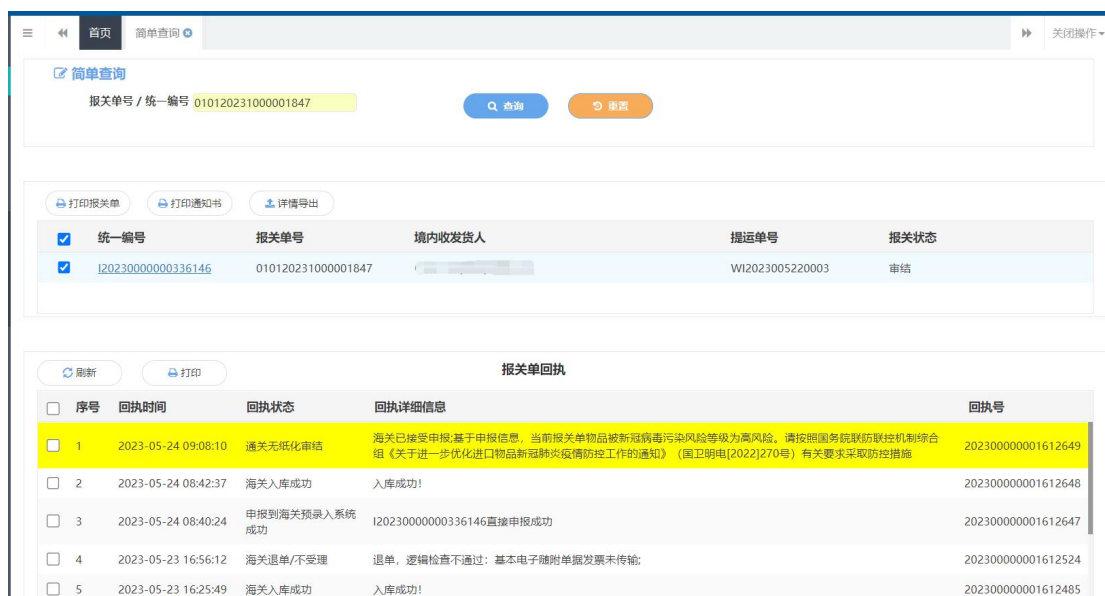 首页 简单查询 关闭操作
简单查询
报关单号 / 统一编号 010120231000001847 查询 重置
打印报关单 打印通知书 详情导出
统一编号 报关单号 境内收发货人 提运单号 报关状态
I20230000000336146 010120231000001847 WI2023005220003 审结
刷新 打印 报关单回执
序号 回执时间 回执状态 回执详细信息 回执号
1 2023-05-24 09:08:10 通关无纸化审结 海关已接受申报;基于申报信息，当前报关单物品被新冠病毒污染风险等级为高风险。请按照国务院联防联控机制综合 202300000001612649
组《关于进一步优化进口物品新冠肺炎疫情防控工作的通知》（国卫明电[2022]270号）有关要求采取防控措施
2 2023-05-24 08:42:37 海关入库成功 入库成功! 202300000001612648
3 2023-05-24 08:40:24 申报到海关预录入系统 I20230000000336146直接申报成功 202300000001612647
成功
4 2023-05-23 16:56:12 海关退单/不受理 退单，逻辑检查不通过：基本电子随附单据发票未传输; 202300000001612524
5 2023-05-23 16:25:49 海关入库成功 入库成功! 202300000001612485